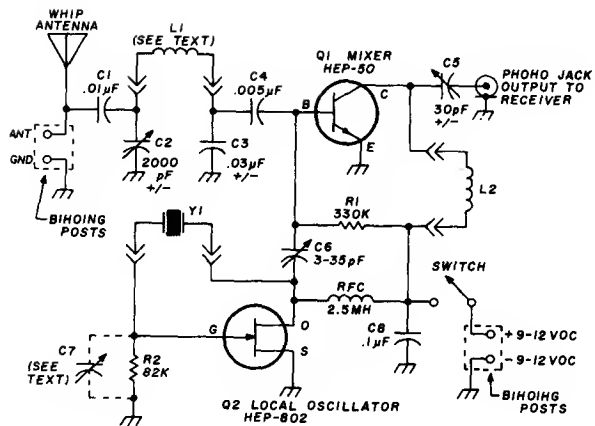 WHIP
ANTENNA
L1
(SEE TEXT)
Q1 MIXER
HEP-50
C1
.01µF
C4
.005µF
C5
30pF
+/-
PHOHO JACK
OUTPUT TO
RECEIVER
B
C
E
ANT
GND
C2
2000
pF
+/-
C3
.03µF
+/-
BIHOING
POSTS
L2
R1
330K
Y1
C6
3-35pF
SWITCH
RFC
2.5MH
C8
.1µF
+ 9-12VOC
- 9-12VOC
BIHOIHG
POSTS
G
O
S
C7
(SEE
TEXT)
R2
82K
Q2 LOCAL OSCILLATOR
HEP-802